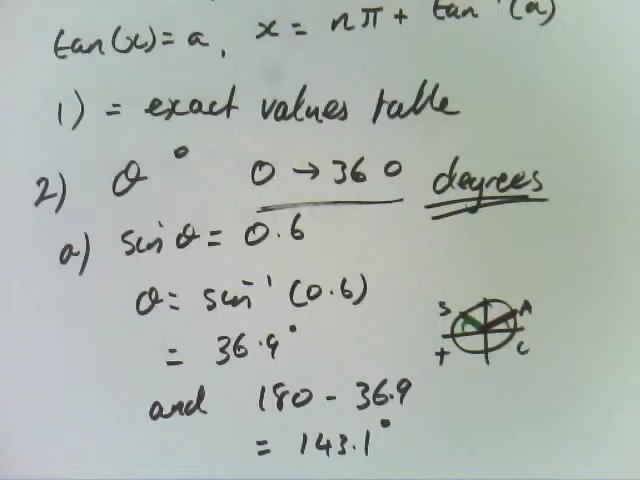 tan(x) = a, x = nπ + tan⁻¹(a)
1) = exact values table
2) θ° 0 → 360 degrees
a) sin θ = 0.6
θ = sin⁻¹(0.6)
= 36.9°
S A
T C
and 180 - 36.9
= 143.1°